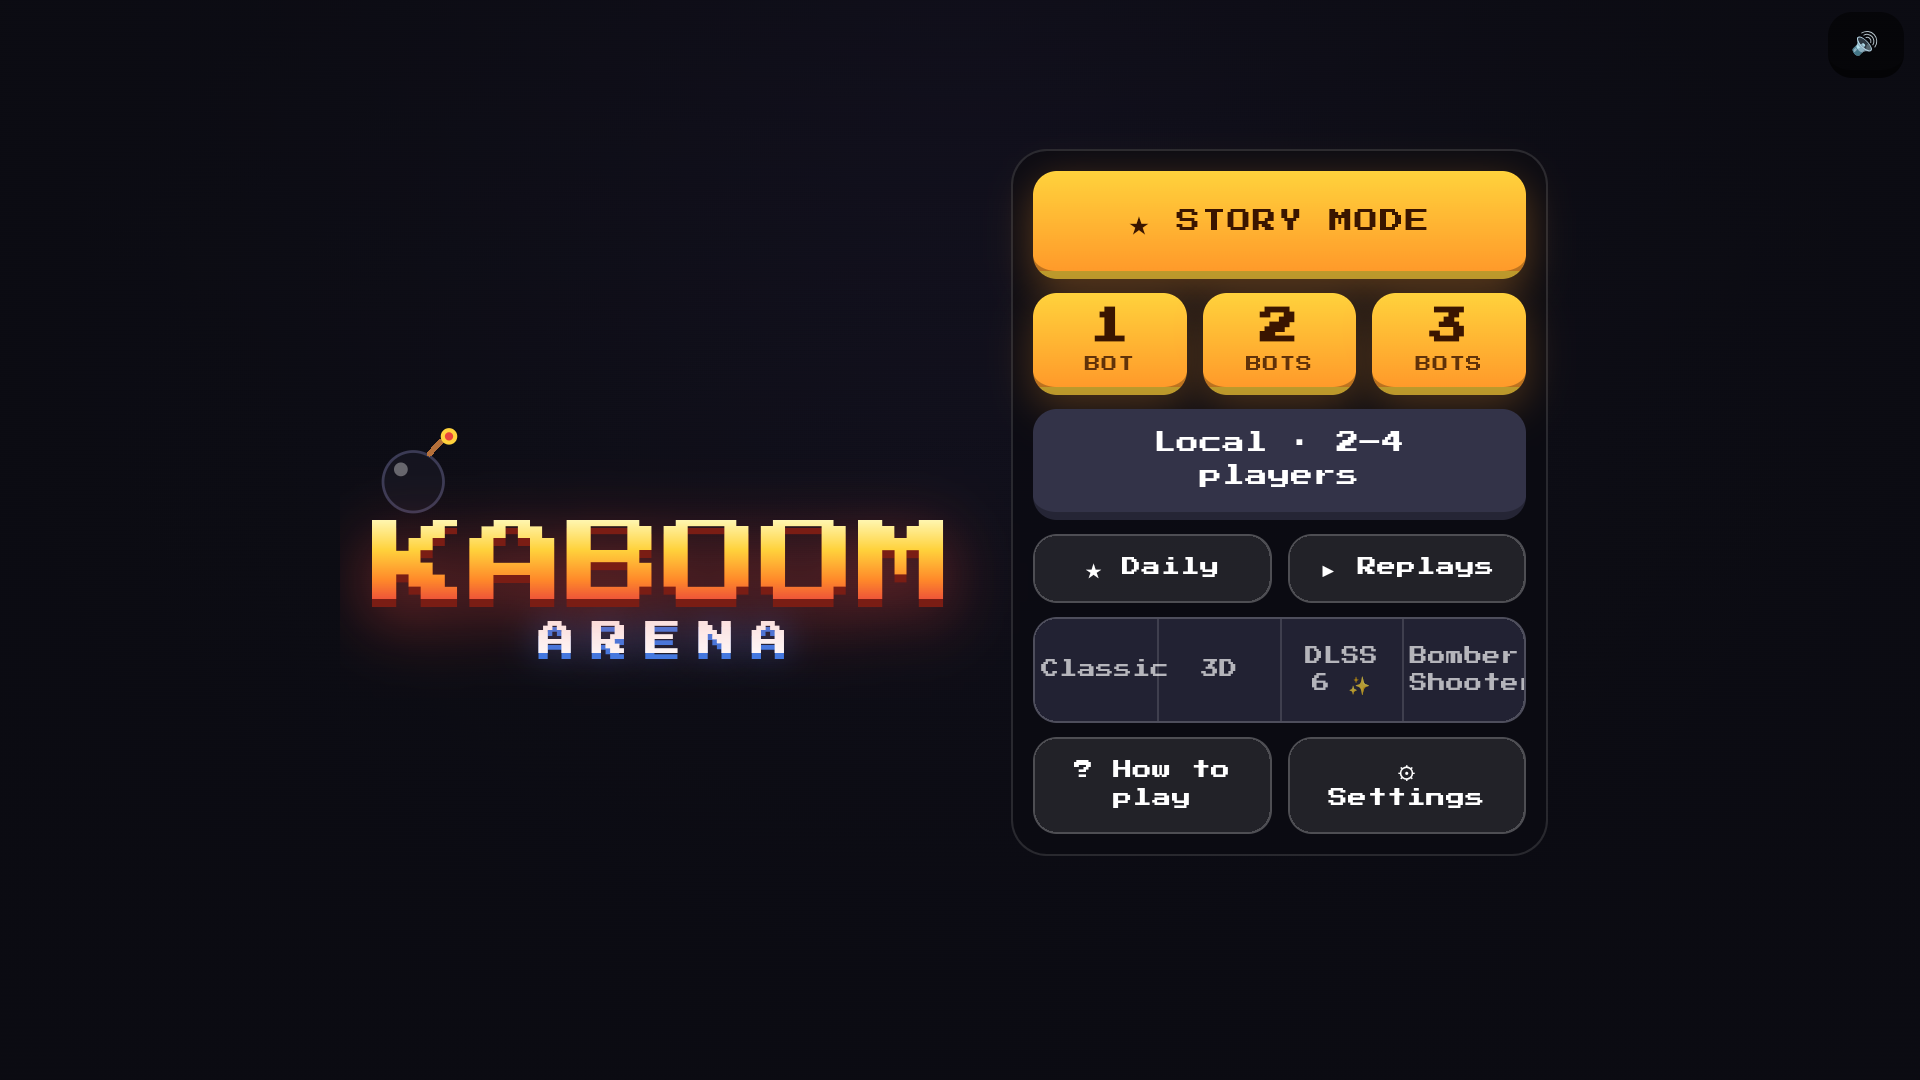 KABOOM
ARENA
★ STORY MODE
1
BOT
2
BOTS
3
BOTS
Local · 2–4
players
★ Daily
▶ Replays
Classic
3D
DLSS
6 ✨
Bomber
Shooter
? How to
play
⚙
Settings